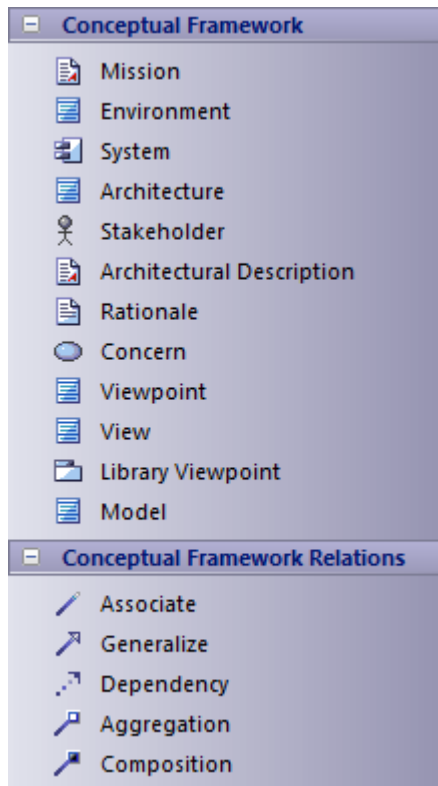 Conceptual Framework
Mission
Environment
System
Architecture
Stakeholder
Architectural Description
Rationale
Concern
Viewpoint
View
Library Viewpoint
Model
Conceptual Framework Relations
Associate
Generalize
Dependency
Aggregation
Composition